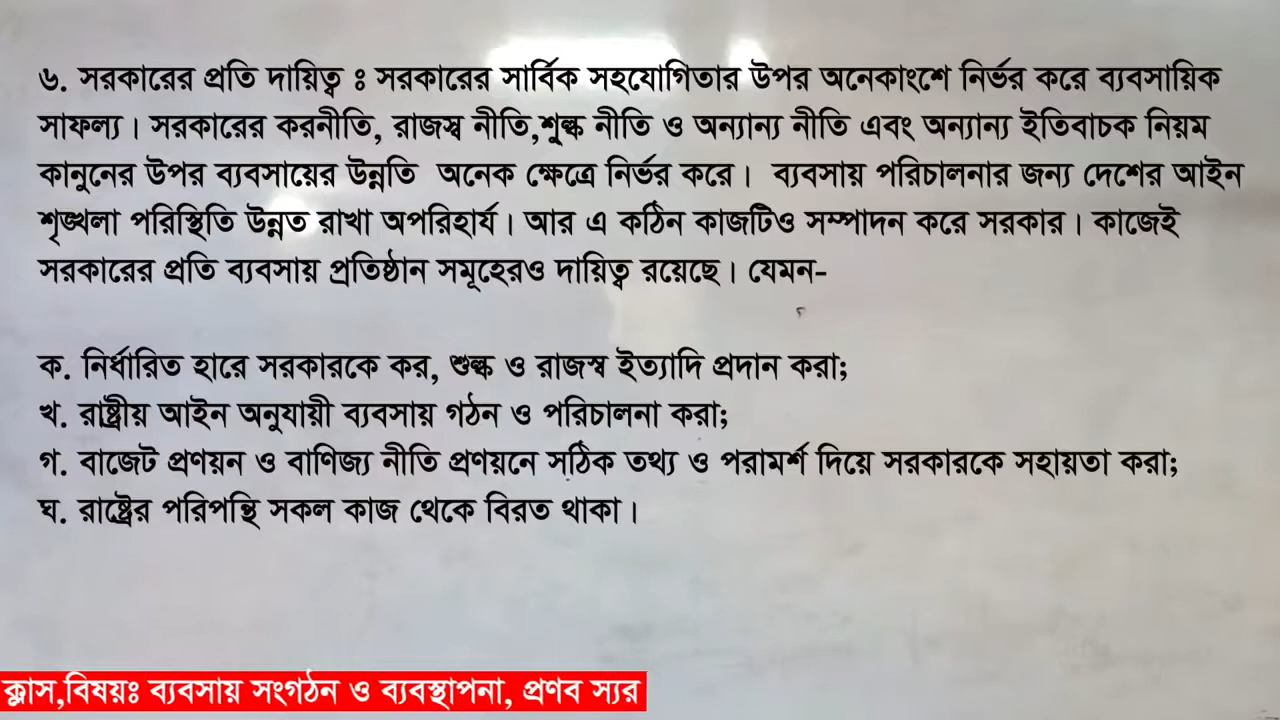 ৬. সরকারের প্রতি দায়িত্ব ঃ সরকারের সার্বিক সহযোগিতার উপর অনেকাংশে নির্ভর করে ব্যবসায়িক
সাফল্য। সরকারের করনীতি, রাজস্ব নীতি,শুল্ক নীতি ও অন্যান্য নীতি এবং অন্যান্য ইতিবাচক নিয়ম
কানুনের উপর ব্যবসায়ের উন্নতি অনেক ক্ষেত্রে নির্ভর করে। ব্যবসায় পরিচালনার জন্য দেশের আইন
শৃঙ্খলা পরিস্থিতি উন্নত রাখা অপরিহার্য। আর এ কঠিন কাজটিও সম্পাদন করে সরকার। কাজেই
সরকারের প্রতি ব্যবসায় প্রতিষ্ঠান সমূহেরও দায়িত্ব রয়েছে। যেমন-
ক. নির্ধারিত হারে সরকারকে কর, শুল্ক ও রাজস্ব ইত্যাদি প্রদান করা;
খ. রাষ্ট্রীয় আইন অনুযায়ী ব্যবসায় গঠন ও পরিচালনা করা;
গ. বাজেট প্রণয়ন ও বাণিজ্য নীতি প্রণয়নে সঠিক তথ্য ও পরামর্শ দিয়ে সরকারকে সহায়তা করা;
ঘ. রাষ্ট্রের পরিপন্থি সকল কাজ থেকে বিরত থাকা।
ক্লাস,বিষয়ঃ ব্যবসায় সংগঠন ও ব্যবস্থাপনা, প্রণব স্যর